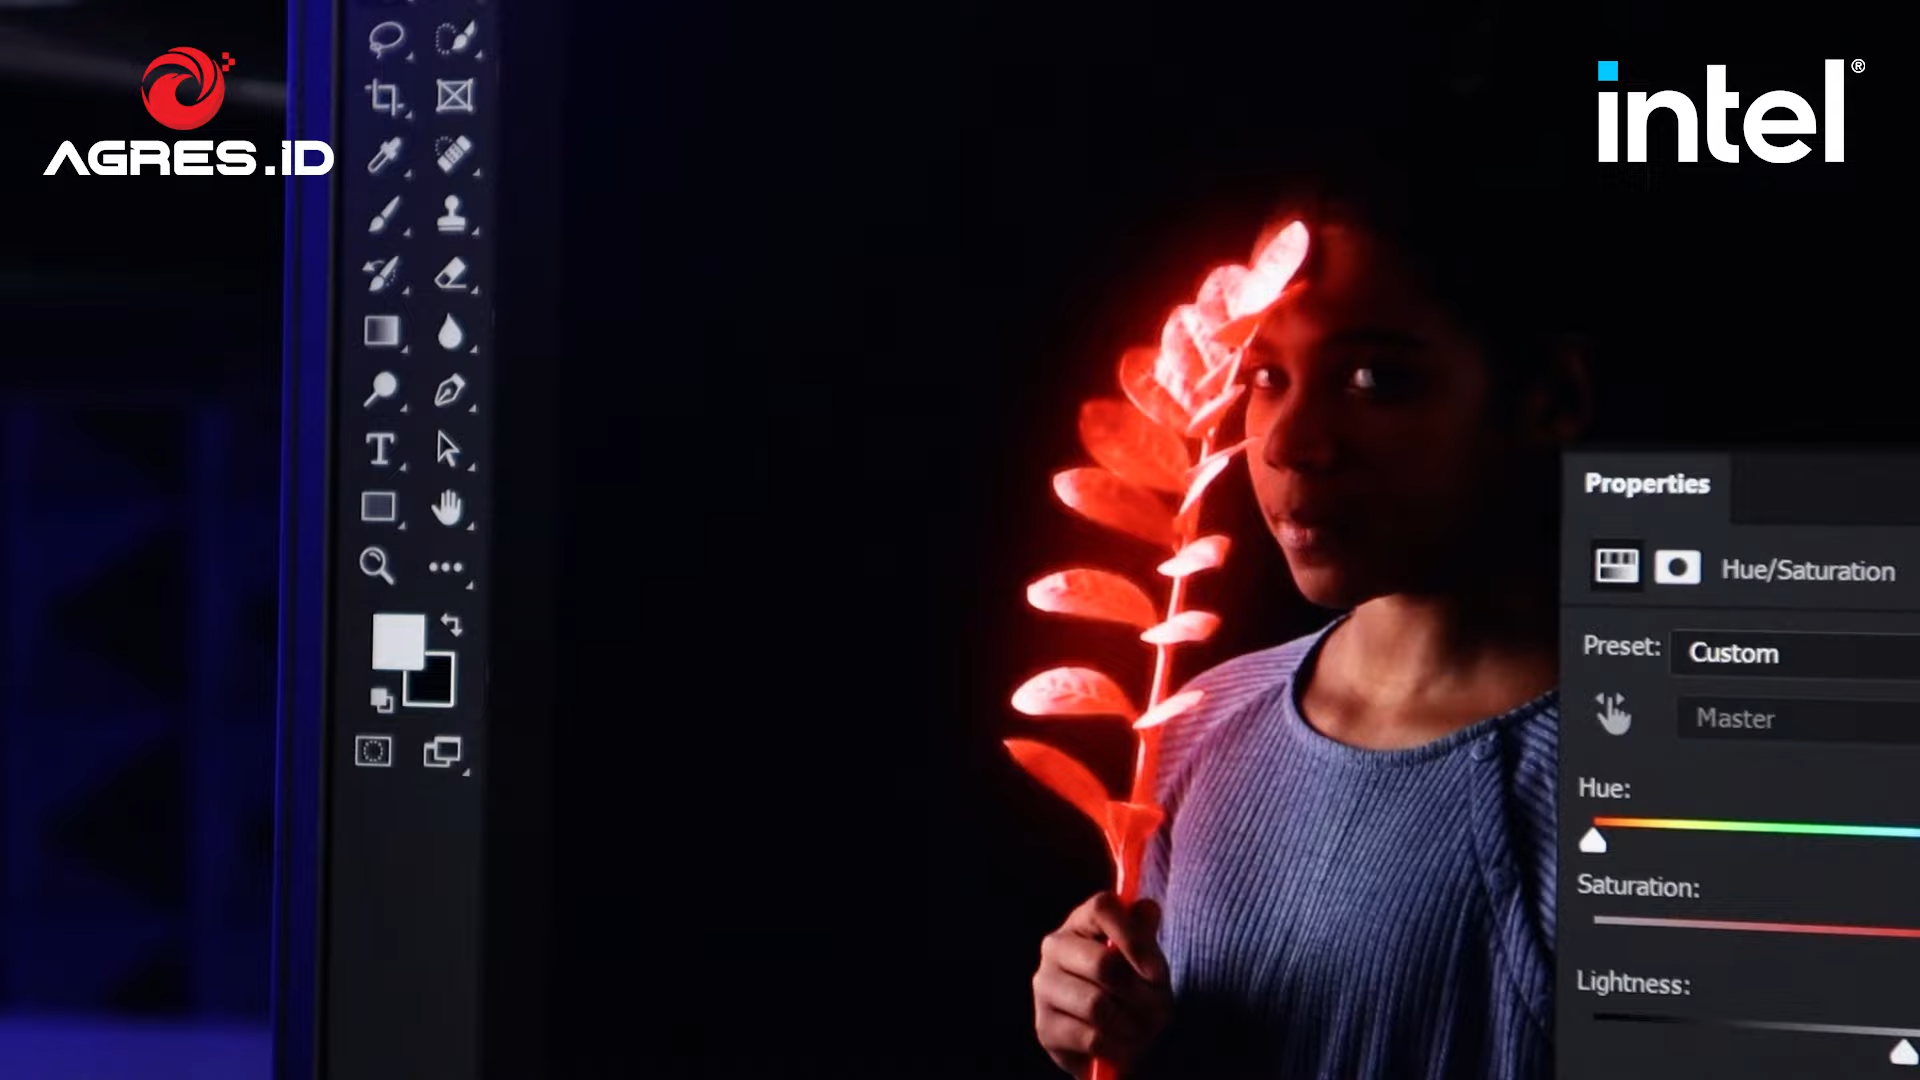 AGRES.ID
intel®
Properties
Hue/Saturation
Preset: Custom
Master
Hue:
Saturation:
Lightness: